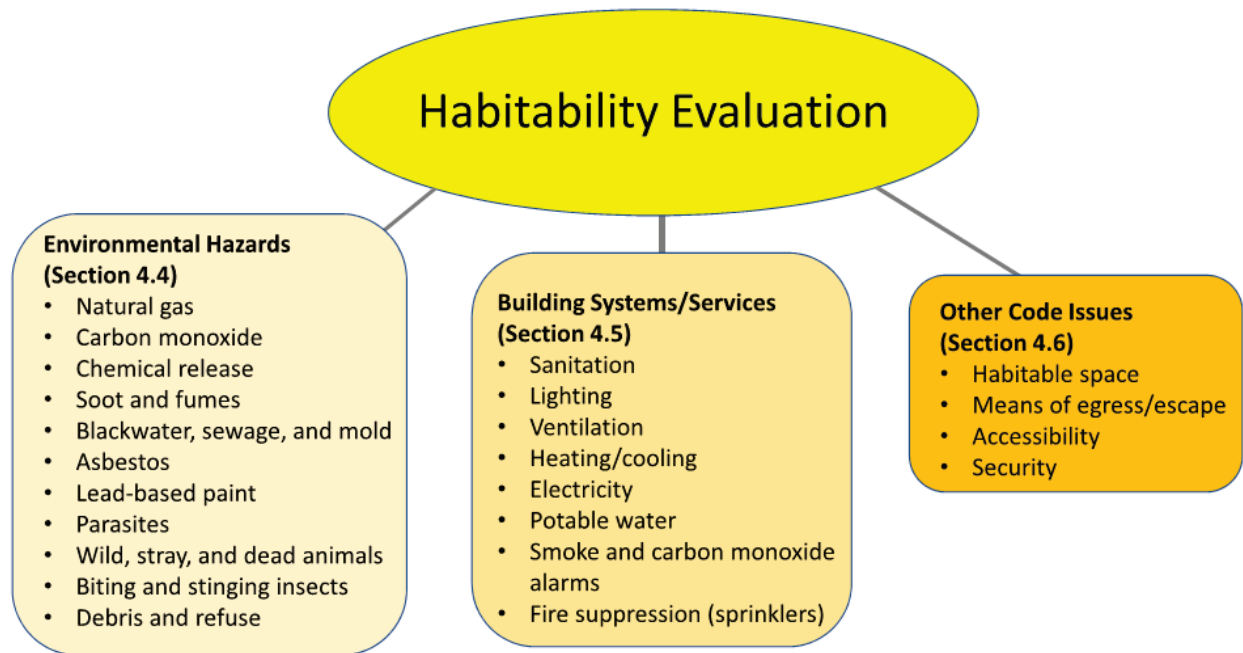 Habitability Evaluation
Environmental Hazards
(Section 4.4)
• Natural gas
• Carbon monoxide
• Chemical release
• Soot and fumes
• Blackwater, sewage, and mold
• Asbestos
• Lead-based paint
• Parasites
• Wild, stray, and dead animals
• Biting and stinging insects
• Debris and refuse
Building Systems/Services
(Section 4.5)
• Sanitation
• Lighting
• Ventilation
• Heating/cooling
• Electricity
• Potable water
• Smoke and carbon monoxide
alarms
• Fire suppression (sprinklers)
Other Code Issues
(Section 4.6)
• Habitable space
• Means of egress/escape
• Accessibility
• Security